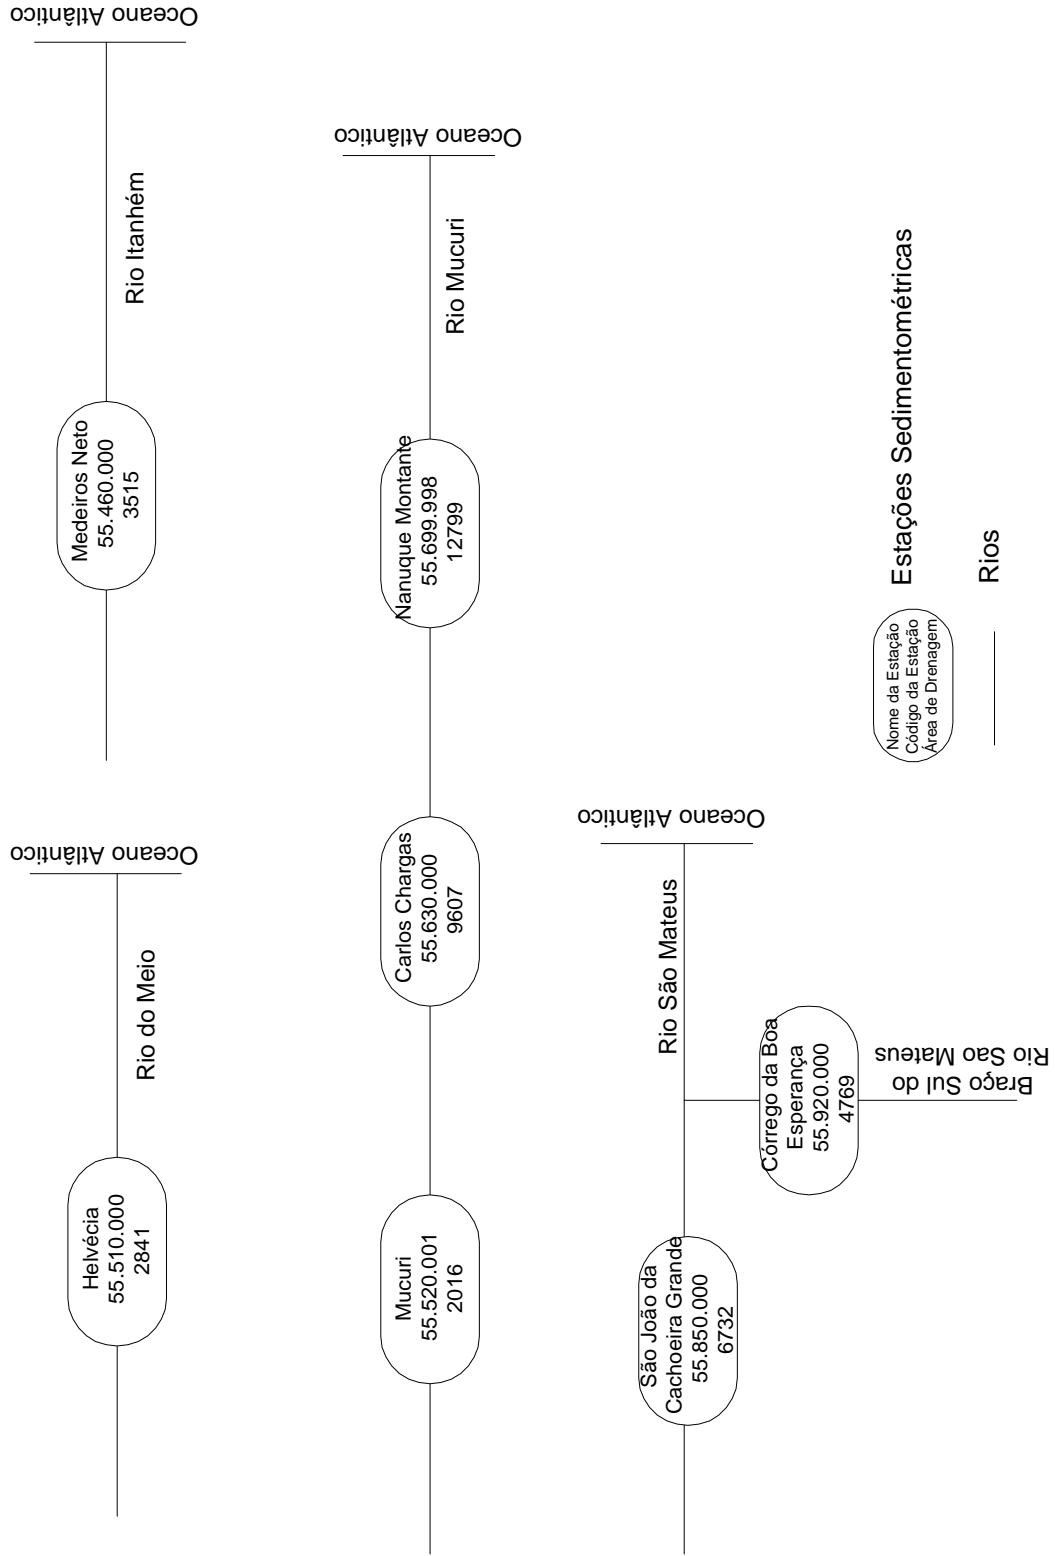 Helvécia
55.510.000
2841
Rio do Meio
Oceano Atlântico
Medeiros Neto
55.460.000
3515
Rio Itanhém
Oceano Atlântico
Mucuri
55.520.001
2016
Carlos Chargas
55.630.000
9607
Nanuque Montante
55.699.998
12799
Rio Mucuri
Oceano Atlântico
São João da
Cachoeira Grande
55.850.000
6732
Córrego da Boa
Esperança
55.920.000
4769
Braço Sul do
Rio Sao Mateus
Rio São Mateus
Oceano Atlântico
Nome da Estação
Código da Estação
Área de Drenagem
Estações Sedimentométricas
Rios